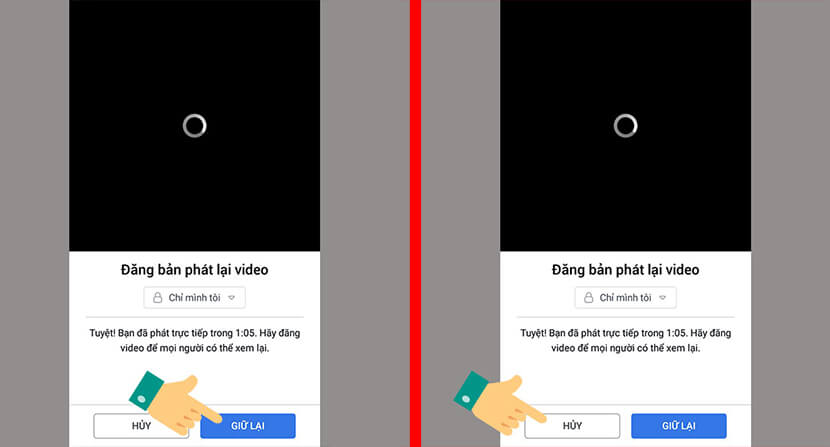 Đăng bản phát lại video
Chỉ mình tôi
Tuyệt! Bạn đã phát trực tiếp trong 1:05. Hãy đăng
video để mọi người có thể xem lại.
HỦY
GIỮ LẠI
Đăng bản phát lại video
Chỉ mình tôi
Tuyệt! Bạn đã phát trực tiếp trong 1:05. Hãy đăng
video để mọi người có thể xem lại.
HỦY
GIỮ LẠI